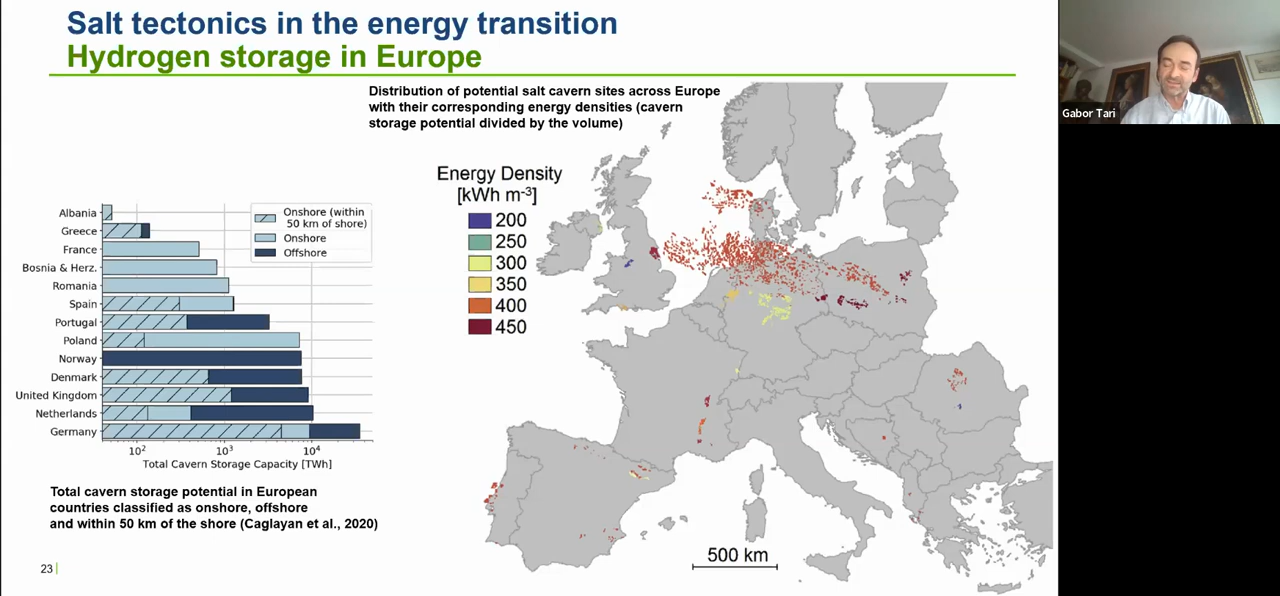 Salt tectonics in the energy transition
Hydrogen storage in Europe
Distribution of potential salt cavern sites across Europe
with their corresponding energy densities (cavern
storage potential divided by the volume)
Energy Density
[kWh m-3]
200
250
300
350
400
450
500 km
Albania
Greece
France
Bosnia & Herz.
Romania
Spain
Portugal
Poland
Norway
Denmark
United Kingdom
Netherlands
Germany
Onshore (within
50 km of shore)
Onshore
Offshore
10² 10³ 10⁴
Total Cavern Storage Capacity [TWh]
Total cavern storage potential in European
countries classified as onshore, offshore
and within 50 km of the shore (Caglayan et al., 2020)
23
Gabor Tari